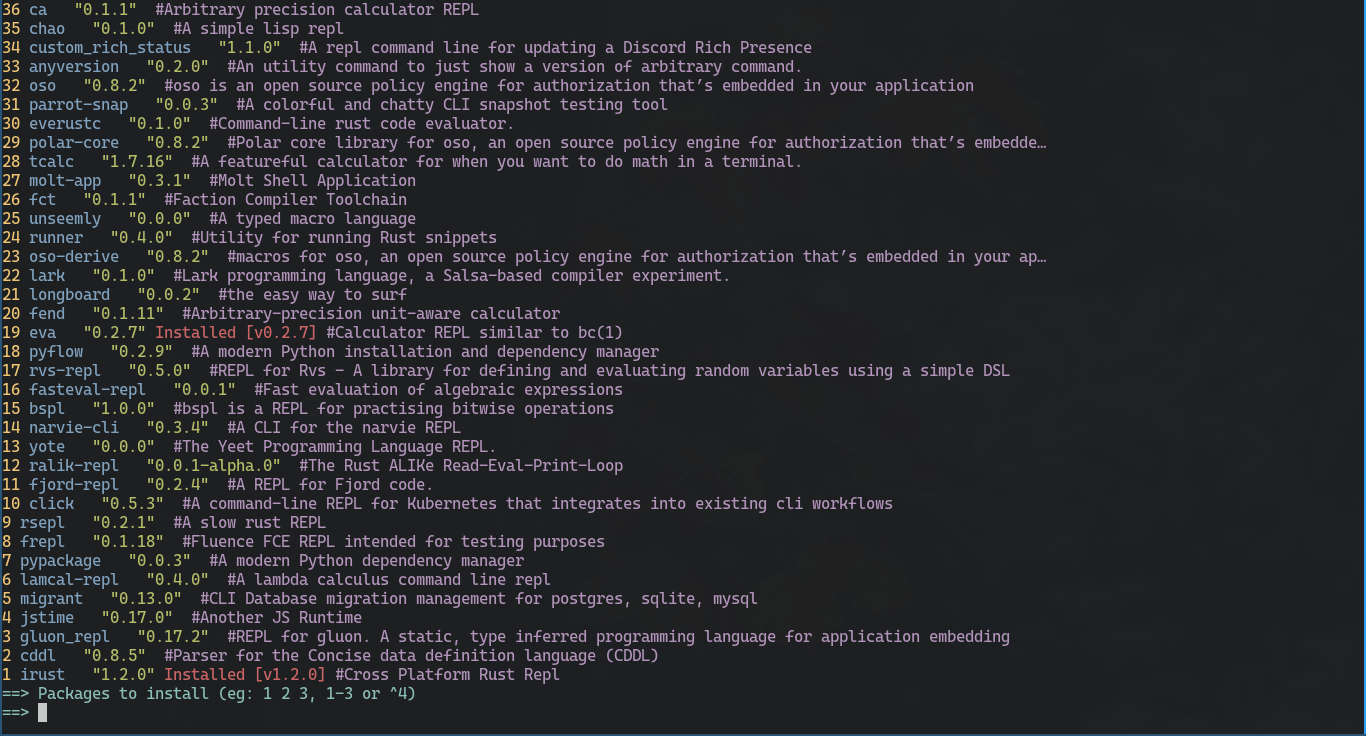 36 ca   "0.1.1"  #Arbitrary precision calculator REPL
35 chao   "0.1.0"  #A simple lisp repl
34 custom_rich_status   "1.1.0"  #A repl command line for updating a Discord Rich Presence
33 anyversion   "0.2.0"  #An utility command to just show a version of arbitrary command.
32 oso   "0.8.2"  #oso is an open source policy engine for authorization that’s embedded in your application
31 parrot-snap   "0.0.3"  #A colorful and chatty CLI snapshot testing tool
30 everustc   "0.1.0"  #Command-line rust code evaluator.
29 polar-core   "0.8.2"  #Polar core library for oso, an open source policy engine for authorization that’s embedde…
28 tcalc   "1.7.16"  #A featureful calculator for when you want to do math in a terminal.
27 molt-app   "0.3.1"  #Molt Shell Application
26 fct   "0.1.1"  #Faction Compiler Toolchain
25 unseemly   "0.0.0"  #A typed macro language
24 runner   "0.4.0"  #Utility for running Rust snippets
23 oso-derive   "0.8.2"  #macros for oso, an open source policy engine for authorization that’s embedded in your ap…
22 lark   "0.1.0"  #Lark programming language, a Salsa-based compiler experiment.
21 longboard   "0.0.2"  #the easy way to surf
20 fend   "0.1.11"  #Arbitrary-precision unit-aware calculator
19 eva   "0.2.7" Installed [v0.2.7] #Calculator REPL similar to bc(1)
18 pyflow   "0.2.9"  #A modern Python installation and dependency manager
17 rvs-repl   "0.5.0"  #REPL for Rvs - A library for defining and evaluating random variables using a simple DSL
16 fasteval-repl   "0.0.1"  #Fast evaluation of algebraic expressions
15 bspl   "1.0.0"  #bspl is a REPL for practising bitwise operations
14 narvie-cli   "0.3.4"  #A CLI for the narvie REPL
13 yote   "0.0.0"  #The Yeet Programming Language REPL.
12 ralik-repl   "0.0.1-alpha.0"  #The Rust ALIKe Read-Eval-Print-Loop
11 fjord-repl   "0.2.4"  #A REPL for Fjord code.
10 click   "0.5.3"  #A command-line REPL for Kubernetes that integrates into existing cli workflows
9 rsepl   "0.2.1"  #A slow rust REPL
8 frepl   "0.1.18"  #Fluence FCE REPL intended for testing purposes
7 pypackage   "0.0.3"  #A modern Python dependency manager
6 lamcal-repl   "0.4.0"  #A lambda calculus command line repl
5 migrant   "0.13.0"  #CLI Database migration management for postgres, sqlite, mysql
4 jstime   "0.17.0"  #Another JS Runtime
3 gluon_repl   "0.17.2"  #REPL for gluon. A static, type inferred programming language for application embedding
2 cddl   "0.8.5"  #Parser for the Concise data definition language (CDDL)
1 irust   "1.2.0" Installed [v1.2.0] #Cross Platform Rust Repl
==> Packages to install (eg: 1 2 3, 1-3 or ^4)
==>